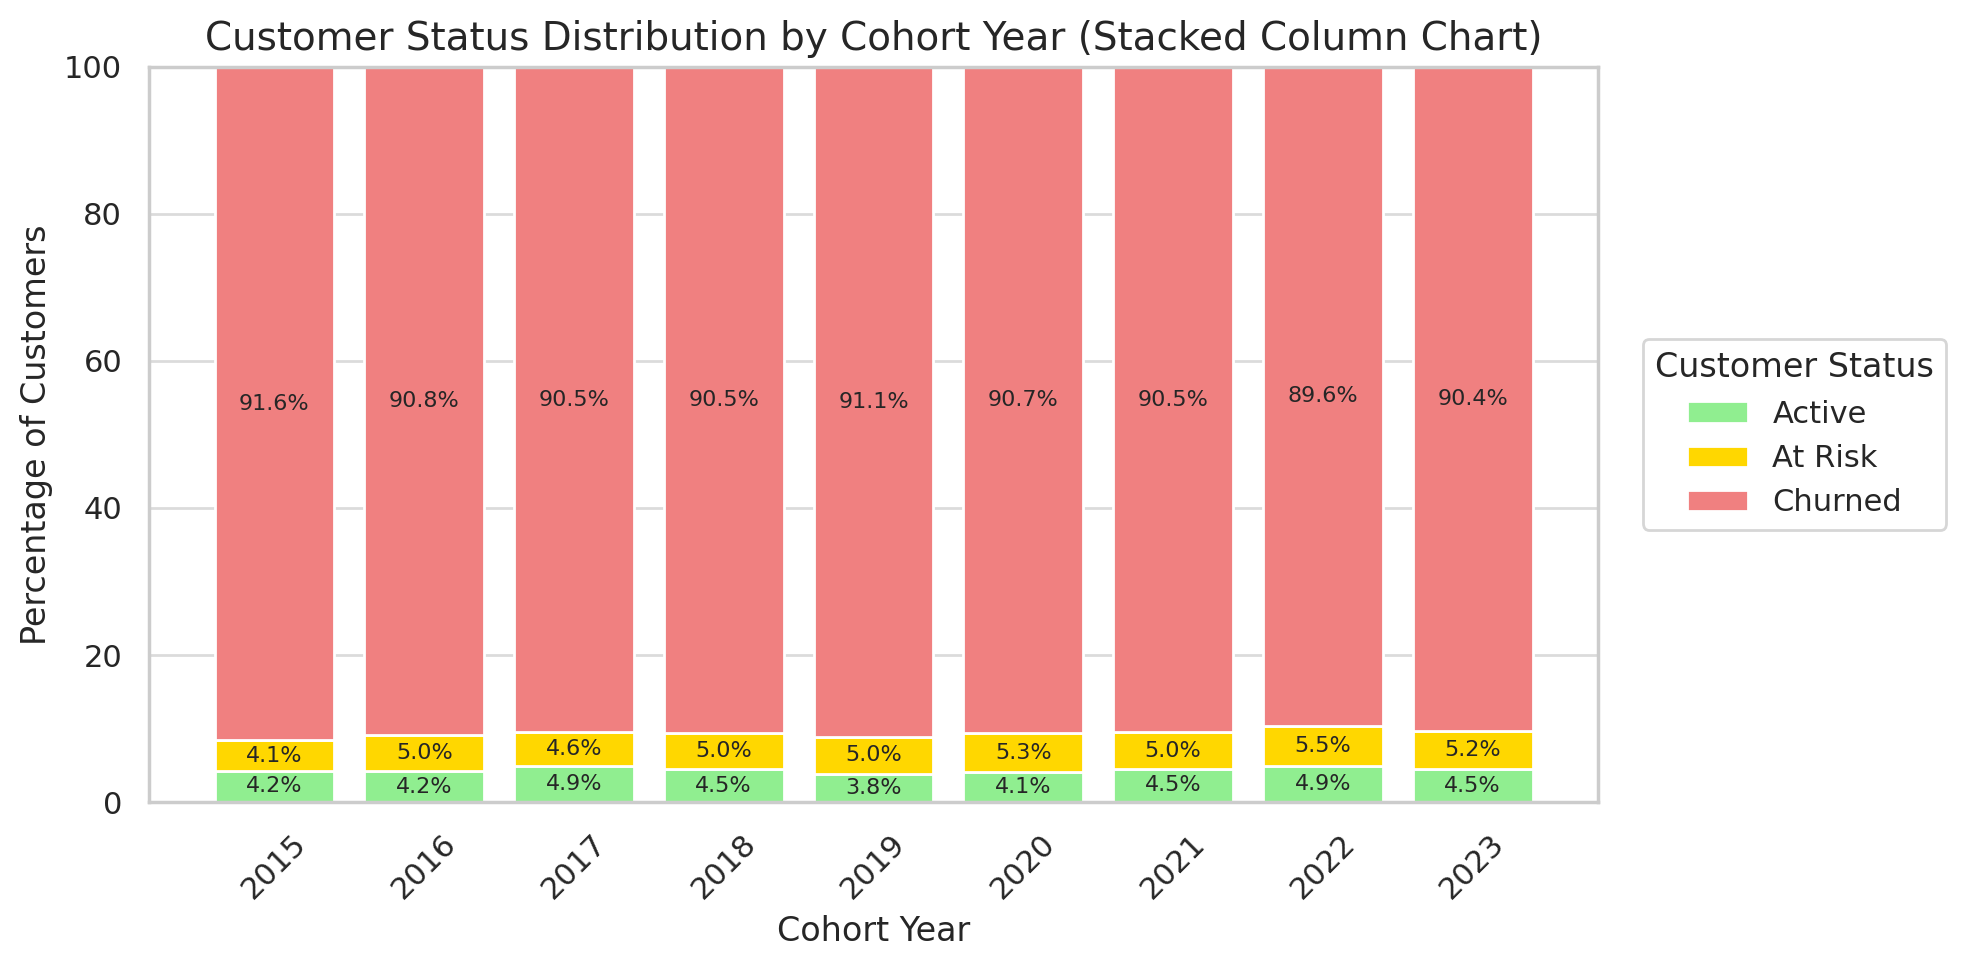 Customer Status Distribution by Cohort Year (Stacked Column Chart)
Percentage of Customers
100
80
60
40
20
0
91.6% 90.8% 90.5% 90.5% 91.1% 90.7% 90.5% 89.6% 90.4%
4.1% 5.0% 4.6% 5.0% 5.0% 5.3% 5.0% 5.5% 5.2%
4.2% 4.2% 4.9% 4.5% 3.8% 4.1% 4.5% 4.9% 4.5%
2015 2016 2017 2018 2019 2020 2021 2022 2023
Cohort Year
Customer Status
Active
At Risk
Churned